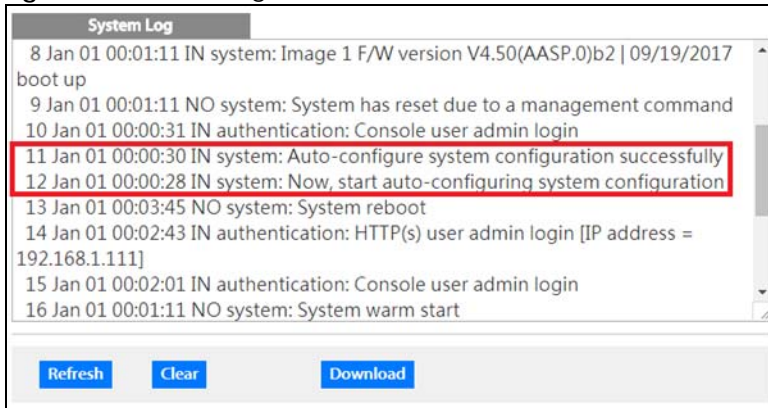 System Log
8 Jan 01 00:01:11 IN system: Image 1 F/W version V4.50(AASP.0)b2 | 09/19/2017
boot up
9 Jan 01 00:01:11 NO system: System has reset due to a management command
10 Jan 01 00:00:31 IN authentication: Console user admin login
11 Jan 01 00:00:30 IN system: Auto-configure system configuration successfully
12 Jan 01 00:00:28 IN system: Now, start auto-configuring system configuration
13 Jan 01 00:03:45 NO system: System reboot
14 Jan 01 00:02:43 IN authentication: HTTP(s) user admin login [IP address =
192.168.1.111]
15 Jan 01 00:02:01 IN authentication: Console user admin login
16 Jan 01 00:01:11 NO system: System warm start
Refresh Clear Download